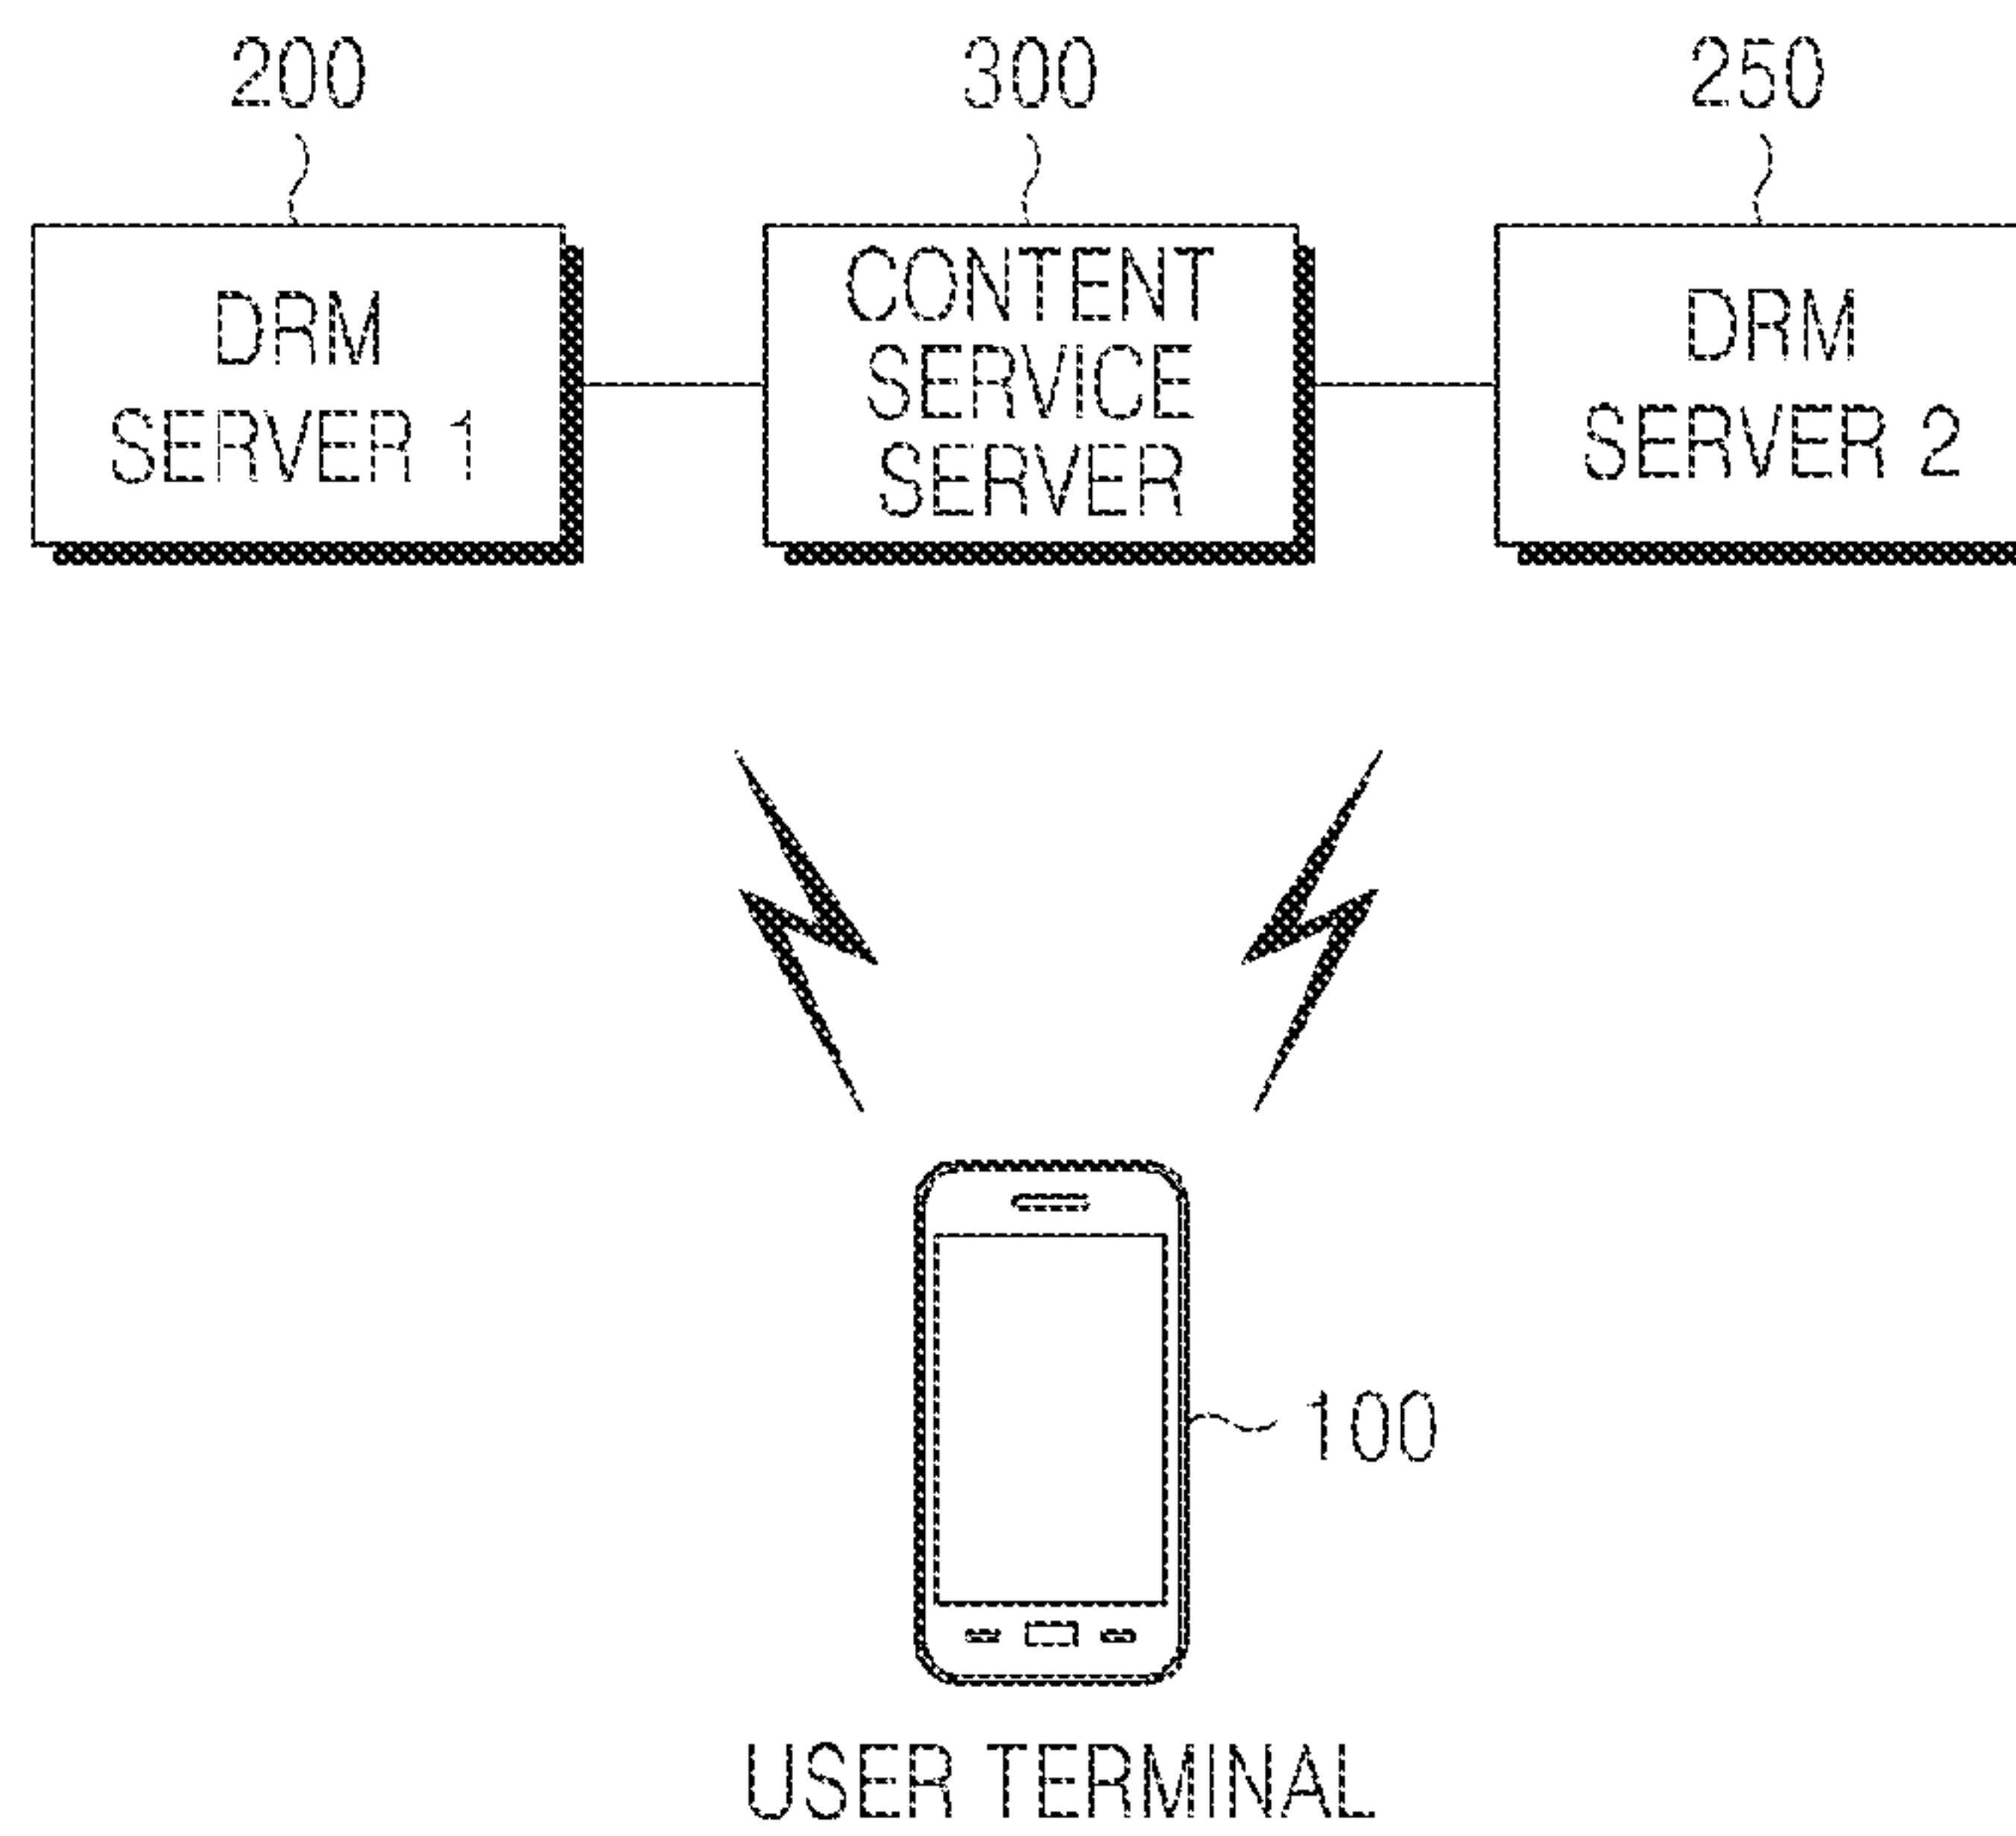 200
300
250
DRM
SERVER 1
CONTENT
SERVICE
SERVER
DRM
SERVER 2
100
USER TERMINAL